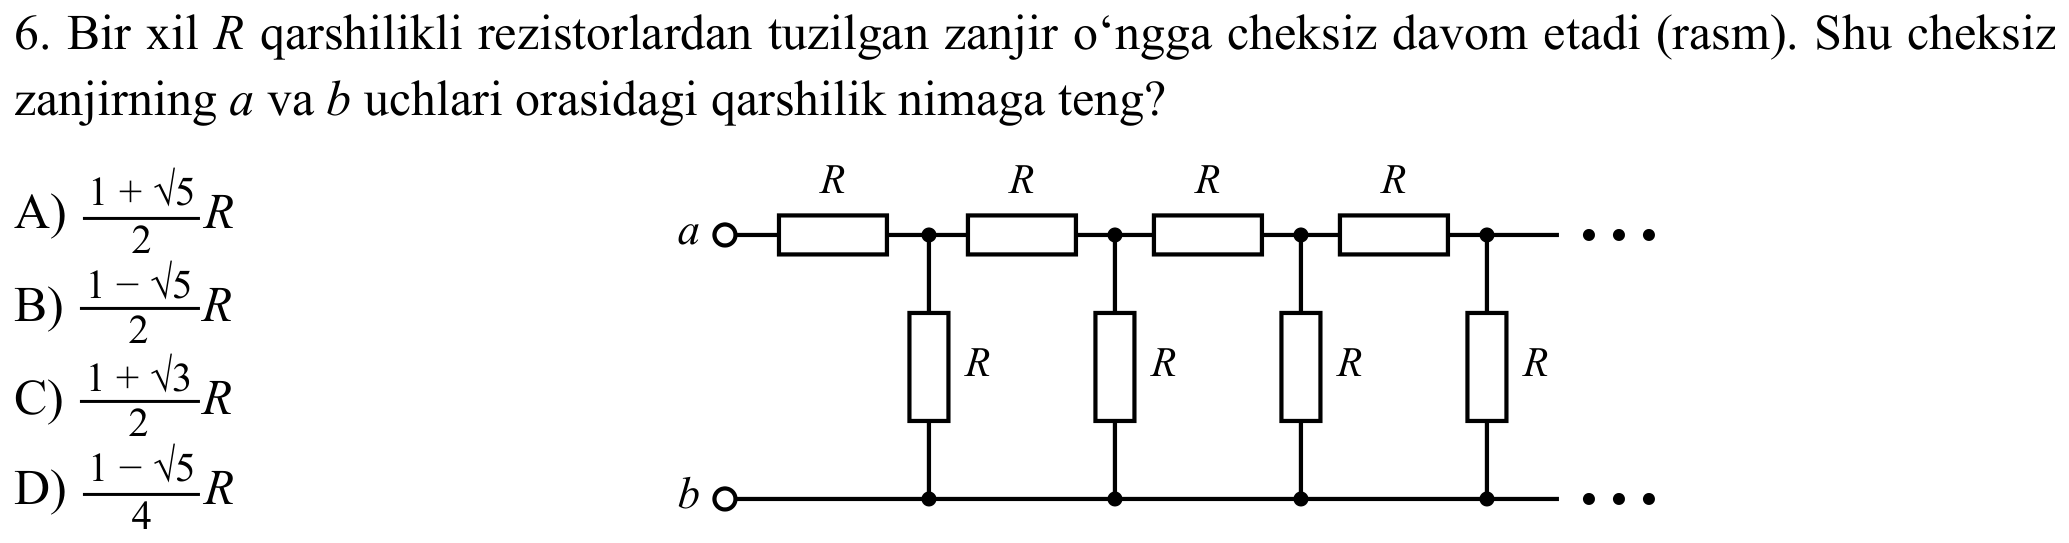 6. Bir xil R qarshilikli rezistorlardan tuzilgan zanjir o‘ngga cheksiz davom etadi (rasm). Shu cheksiz
zanjirning a va b uchlari orasidagi qarshilik nimaga teng?
A) (1 + √5)/2 R
B) (1 − √5)/2 R
C) (1 + √3)/2 R
D) (1 − √5)/4 R
R R R R
a
R R R R
b